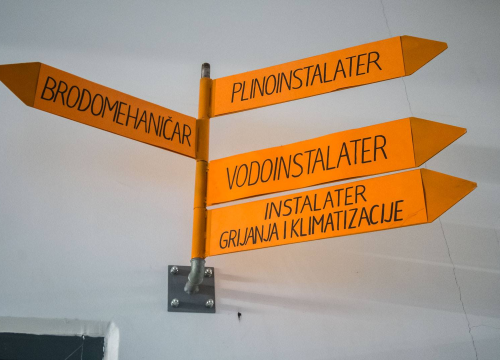 BRODOMEHANIČAR
PLINOINSTALATER
VODOINSTALATER
INSTALATER
GRIJANJA I KLIMATIZACIJE